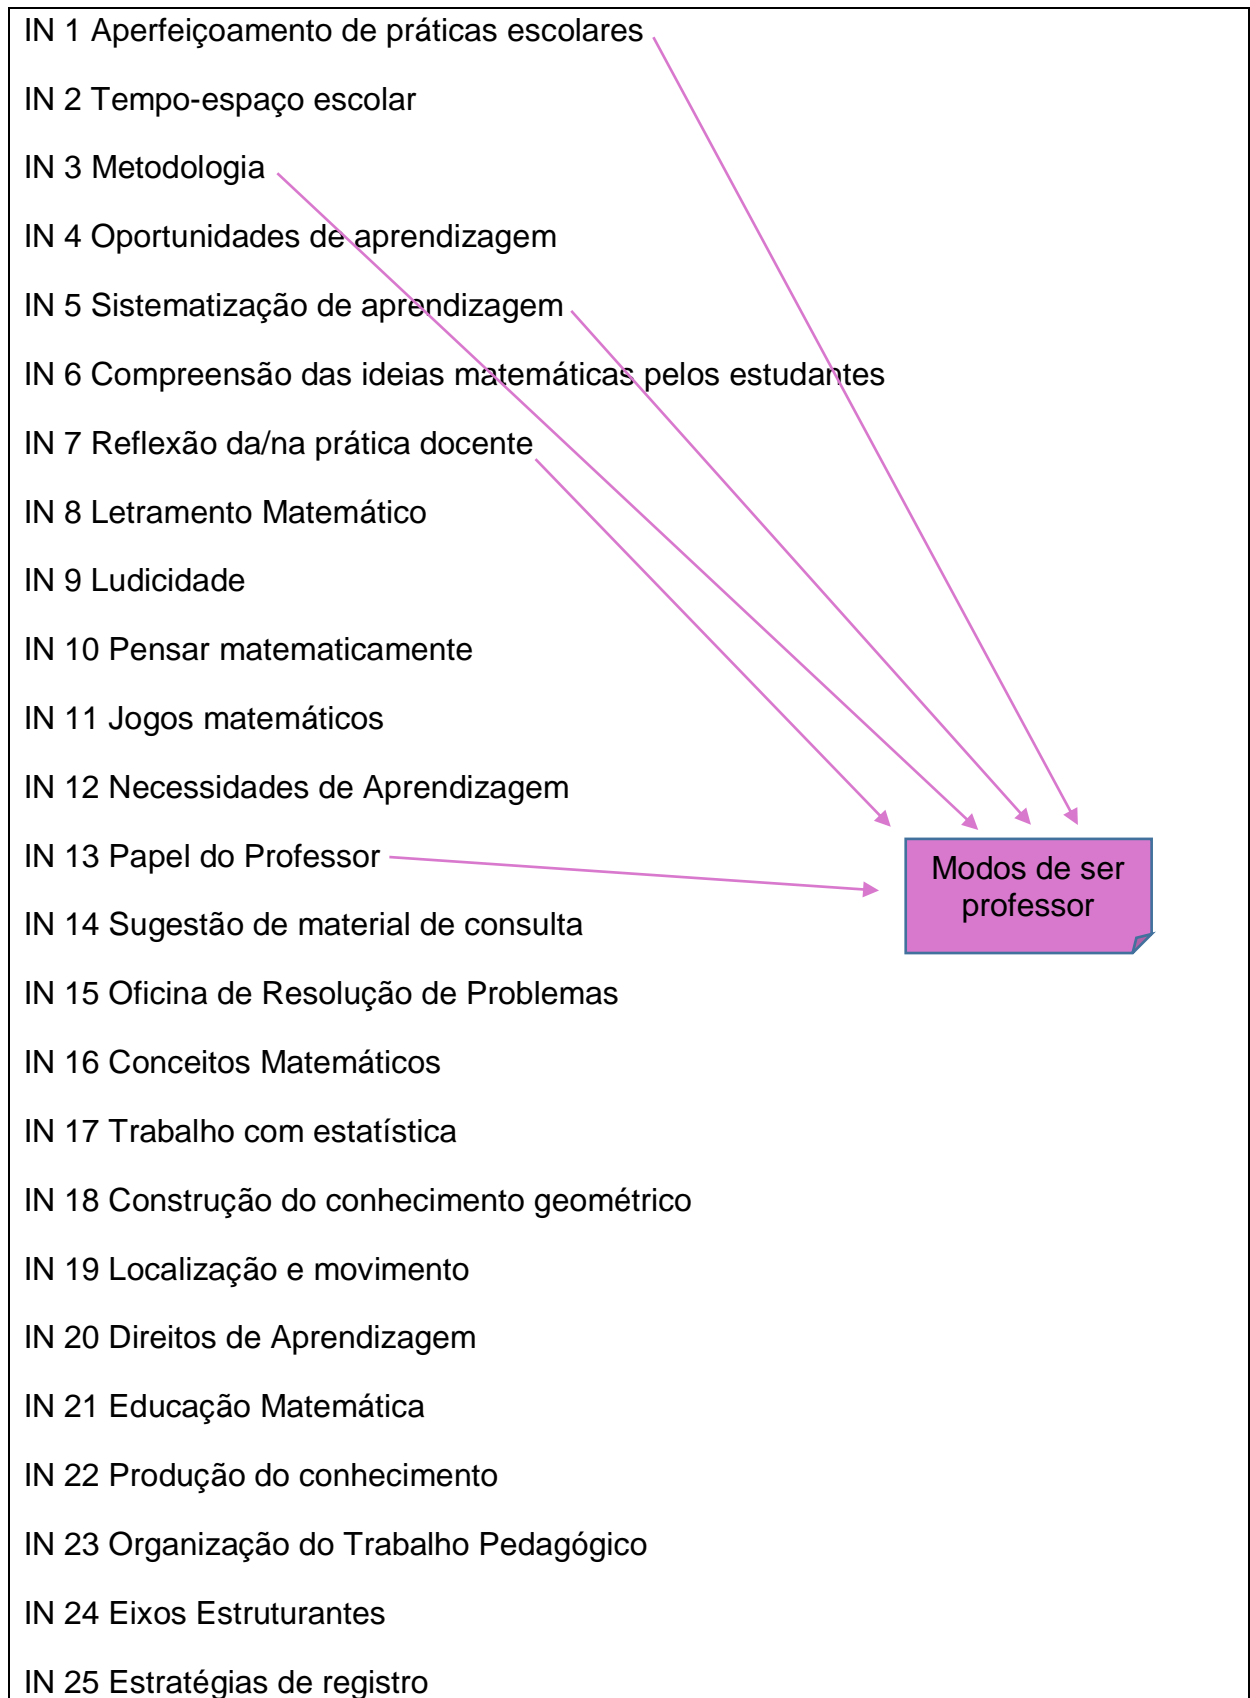 IN 1 Aperfeiçoamento de práticas escolares
IN 2 Tempo-espaço escolar
IN 3 Metodologia
IN 4 Oportunidades de aprendizagem
IN 5 Sistematização de aprendizagem
IN 6 Compreensão das ideias matemáticas pelos estudantes
IN 7 Reflexão da/na prática docente
IN 8 Letramento Matemático
IN 9 Ludicidade
IN 10 Pensar matematicamente
IN 11 Jogos matemáticos
IN 12 Necessidades de Aprendizagem
IN 13 Papel do Professor
Modos de ser
professor
IN 14 Sugestão de material de consulta
IN 15 Oficina de Resolução de Problemas
IN 16 Conceitos Matemáticos
IN 17 Trabalho com estatística
IN 18 Construção do conhecimento geométrico
IN 19 Localização e movimento
IN 20 Direitos de Aprendizagem
IN 21 Educação Matemática
IN 22 Produção do conhecimento
IN 23 Organização do Trabalho Pedagógico
IN 24 Eixos Estruturantes
IN 25 Estratégias de registro